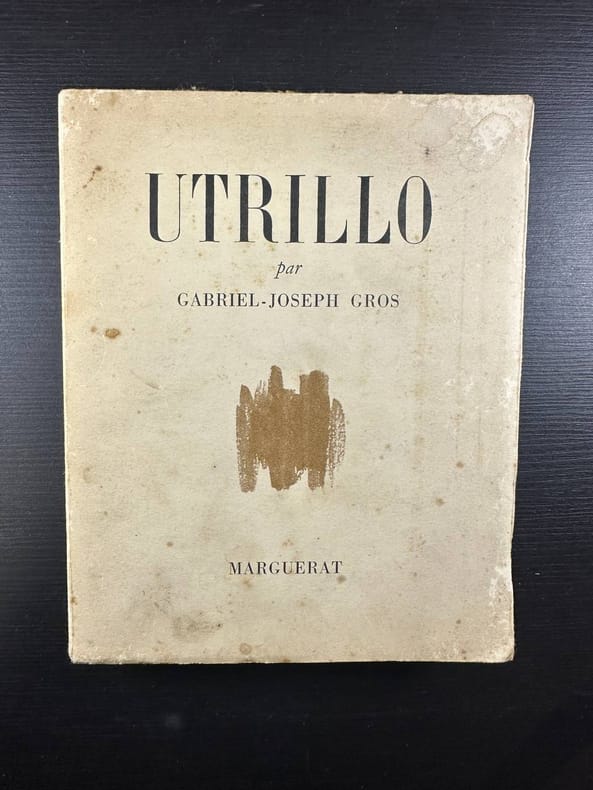 UTRILLO
par
GABRIEL-JOSEPH GROS
MARGUERAT